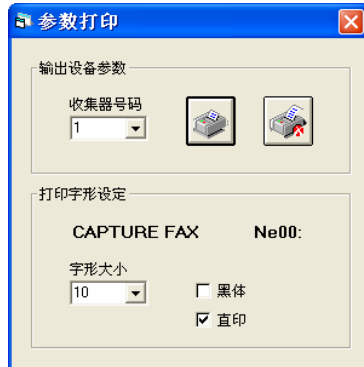 参数打印
输出设备参数
收集器号码
1
打印字形设定
CAPTURE FAX Ne00:
字形大小
10
黑体
直印